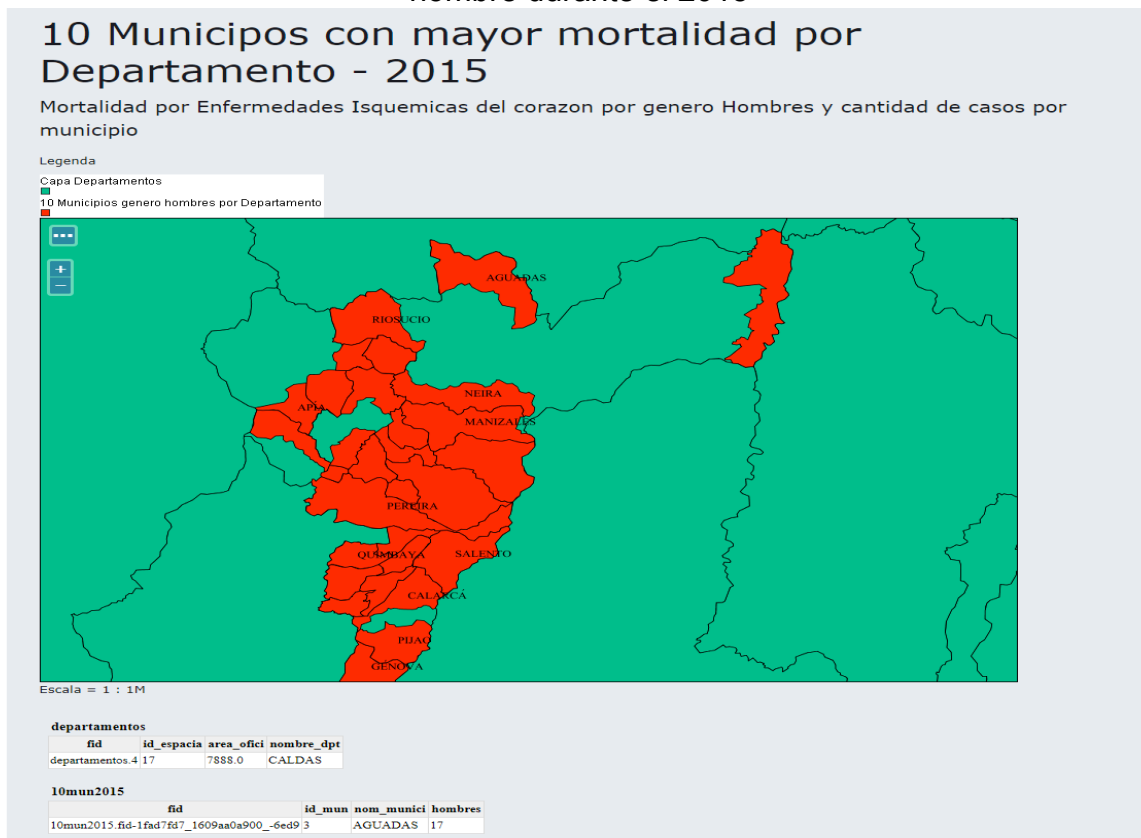 10 Municipos con mayor mortalidad por
Departamento - 2015
Mortalidad por Enfermedades Isquemicas del corazon por genero Hombres y cantidad de casos por
municipio
Legenda
Capa Departamentos
10 Municipios genero hombres por Departamento
+
−
AGUADAS
RIOSUCIO
NEIRA
APÍA
MANIZALES
PEREIRA
QUIMBAYA
SALENTO
CALARCÁ
PIJAO
GENOVA
Escala = 1 : 1M
departamentos
fid id_espacia area_ofici nombre_dpt
departamentos.4 17 7888.0 CALDAS
10mun2015
fid id_mun nom_munici hombres
10mun2015.fid-1fad7fd7_1609aa0a900_-6ed9 3 AGUADAS 17